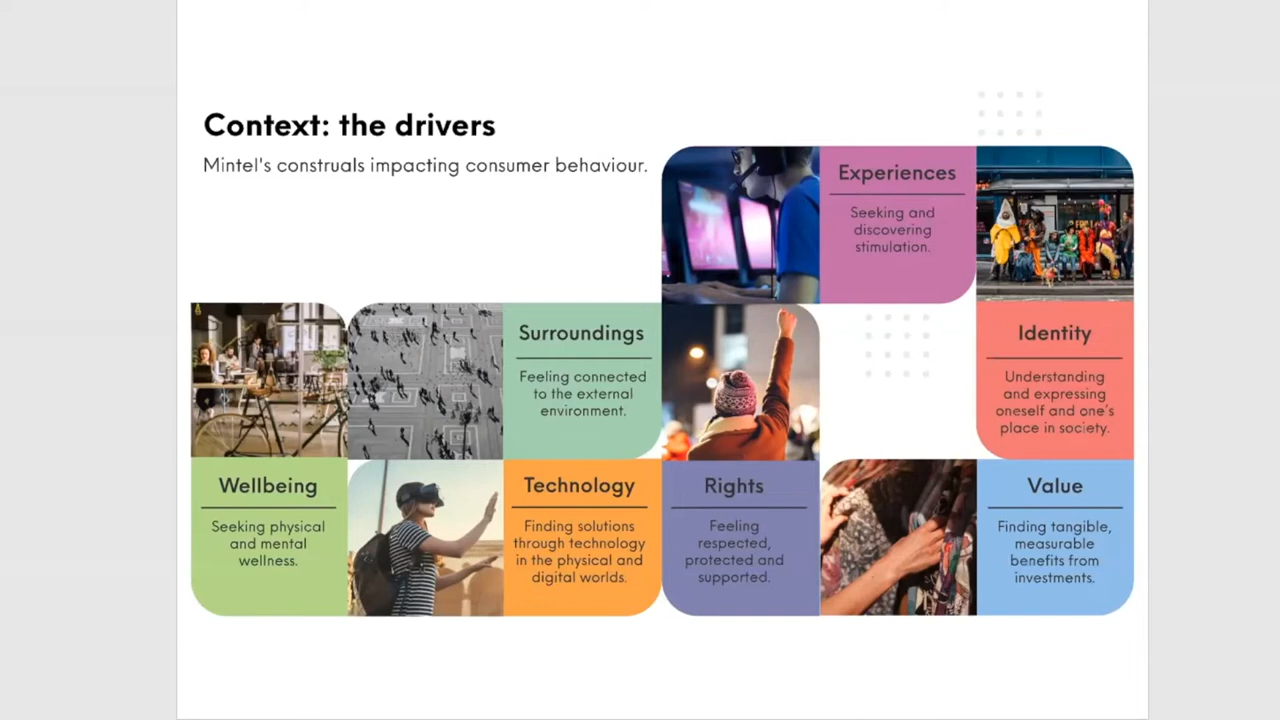 Context: the drivers
Mintel's construals impacting consumer behaviour.
Experiences
Seeking and
discovering
stimulation.
Surroundings
Feeling connected
to the external
environment.
Identity
Understanding
and expressing
oneself and one's
place in society.
Wellbeing
Seeking physical
and mental
wellness.
Technology
Finding solutions
through technology
in the physical and
digital worlds.
Rights
Feeling
respected,
protected and
supported.
Value
Finding tangible,
measurable
benefits from
investments.